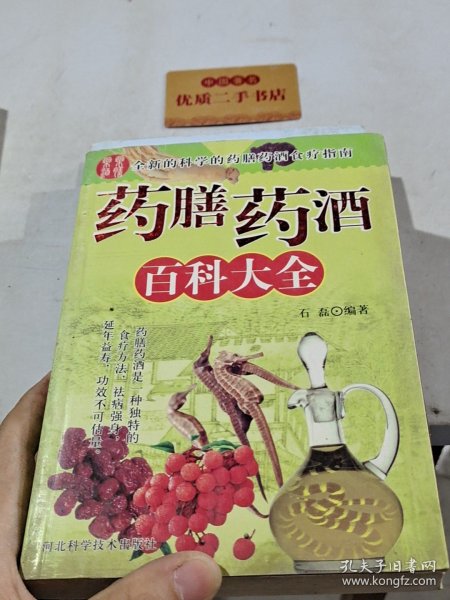 中国著名
优质二手书店
全新的科学的药膳药酒食疗指南
药膳药酒
百科大全
石 磊⊙编著
药膳药酒是一种独特的
食疗方法,祛病强身,
延年益寿,功效不可估量。
河北科学技术出版社
孔夫子旧书网
www.kongfz.com